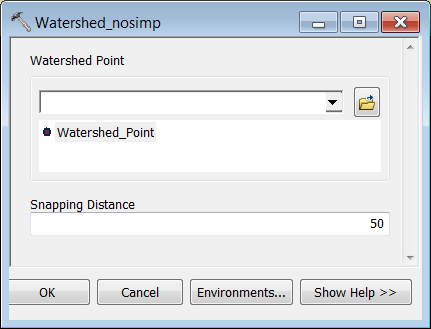 Watershed_nosimp
Watershed Point
Watershed_Point
Snapping Distance
50
OK Cancel Environments... Show Help >>